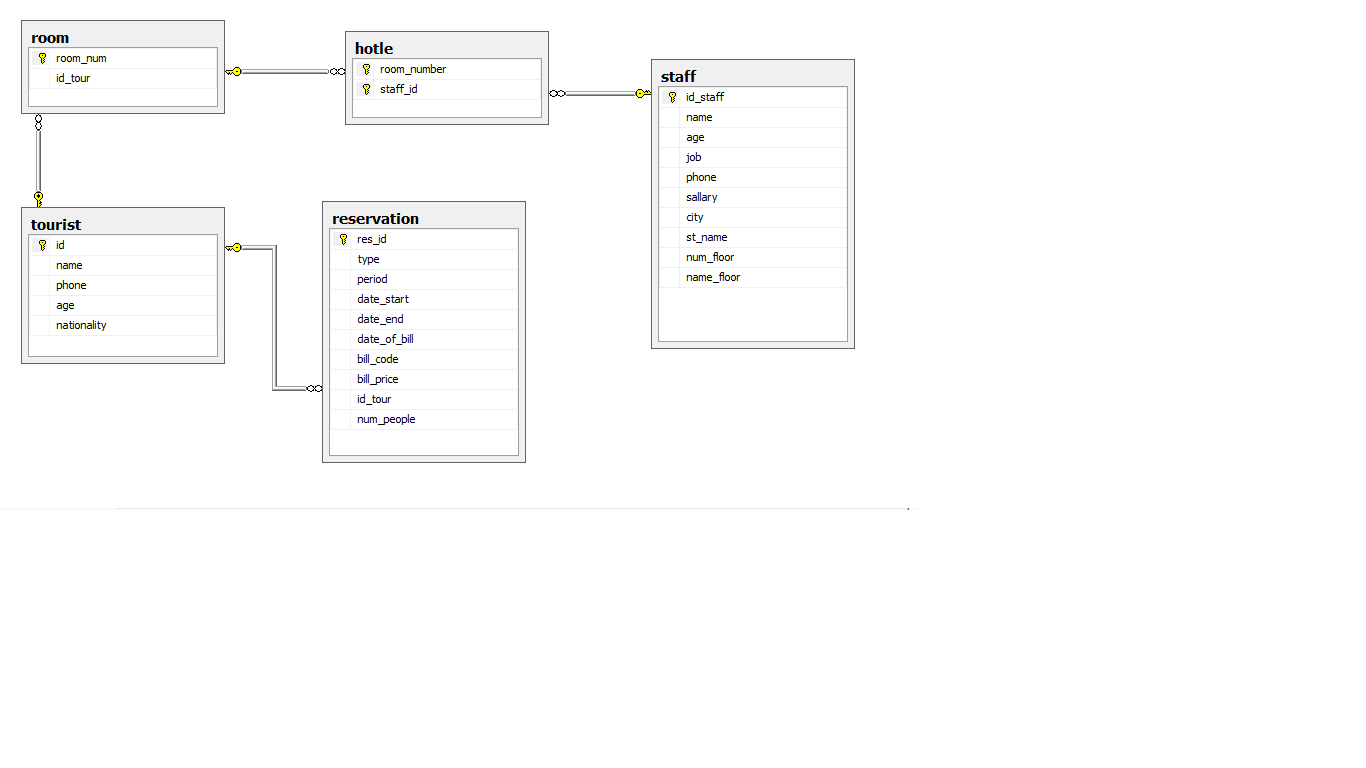 room
room_num
id_tour
hotle
room_number
staff_id
staff
id_staff
name
age
job
phone
sallary
city
st_name
num_floor
name_floor
tourist
id
name
phone
age
nationality
reservation
res_id
type
period
date_start
date_end
date_of_bill
bill_code
bill_price
id_tour
num_people